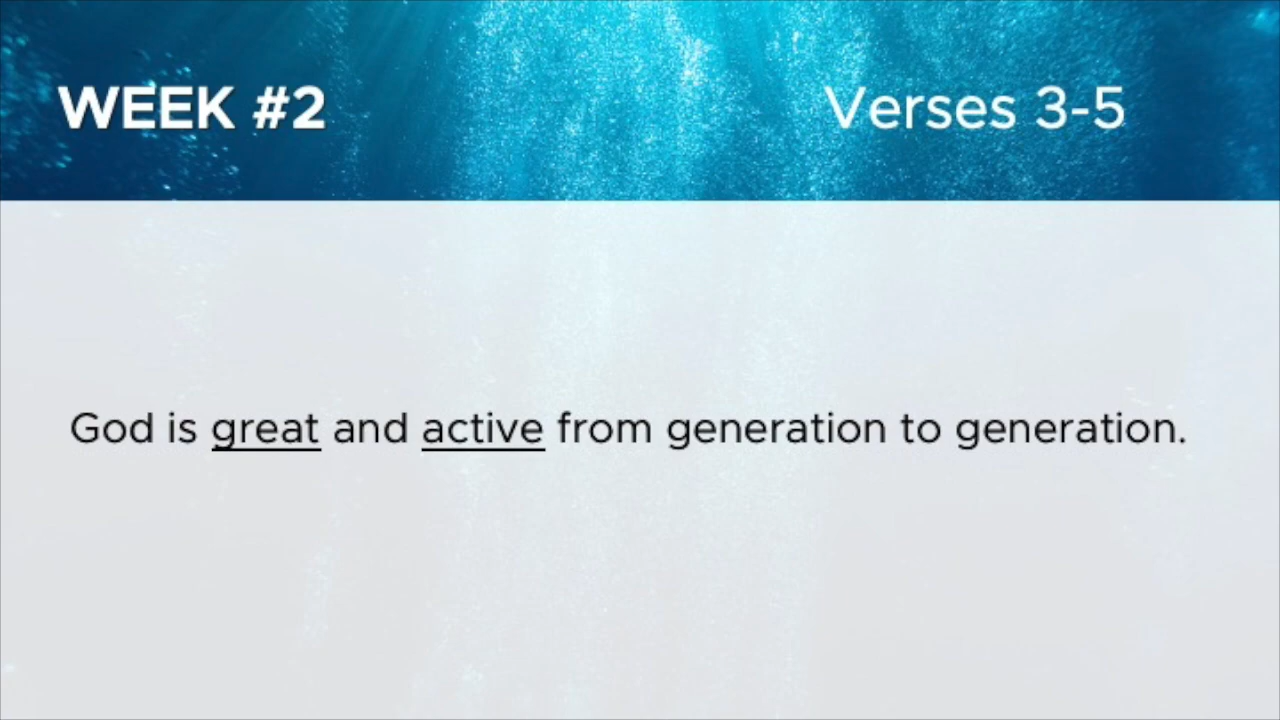 WEEK #2
Verses 3-5
God is great and active from generation to generation.